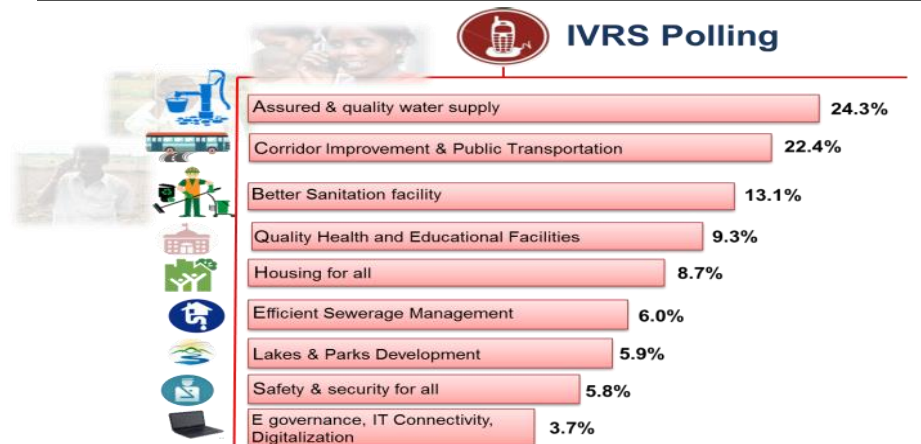 IVRS Polling
Assured & quality water supply 24.3%
Corridor Improvement & Public Transportation 22.4%
Better Sanitation facility 13.1%
Quality Health and Educational Facilities 9.3%
Housing for all 8.7%
Efficient Sewerage Management 6.0%
Lakes & Parks Development 5.9%
Safety & security for all 5.8%
E governance, IT Connectivity,
Digitalization 3.7%